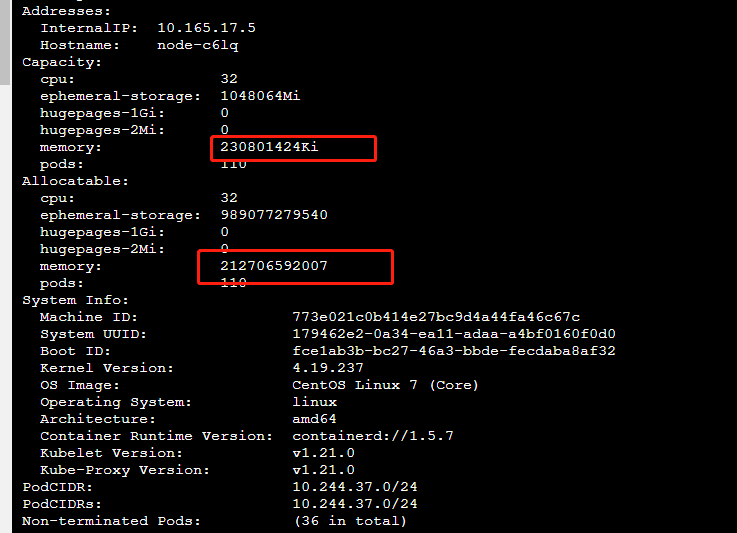 Addresses:
InternalIP: 10.165.17.5
Hostname: node-c6lq
Capacity:
cpu: 32
ephemeral-storage: 1048064Mi
hugepages-1Gi: 0
hugepages-2Mi: 0
memory: 230801424Ki
pods: 110
Allocatable:
cpu: 32
ephemeral-storage: 989077279540
hugepages-1Gi: 0
hugepages-2Mi: 0
memory: 212706592007
pods: 110
System Info:
Machine ID: 773e021c0b414e27bc9d4a44fa46c67c
System UUID: 179462e2-0a34-ea11-adaa-a4bf0160f0d0
Boot ID: fce1ab3b-bc27-46a3-bbde-fecdaba8af32
Kernel Version: 4.19.237
OS Image: CentOS Linux 7 (Core)
Operating System: linux
Architecture: amd64
Container Runtime Version: containerd://1.5.7
Kubelet Version: v1.21.0
Kube-Proxy Version: v1.21.0
PodCIDR: 10.244.37.0/24
PodCIDRs: 10.244.37.0/24
Non-terminated Pods: (36 in total)